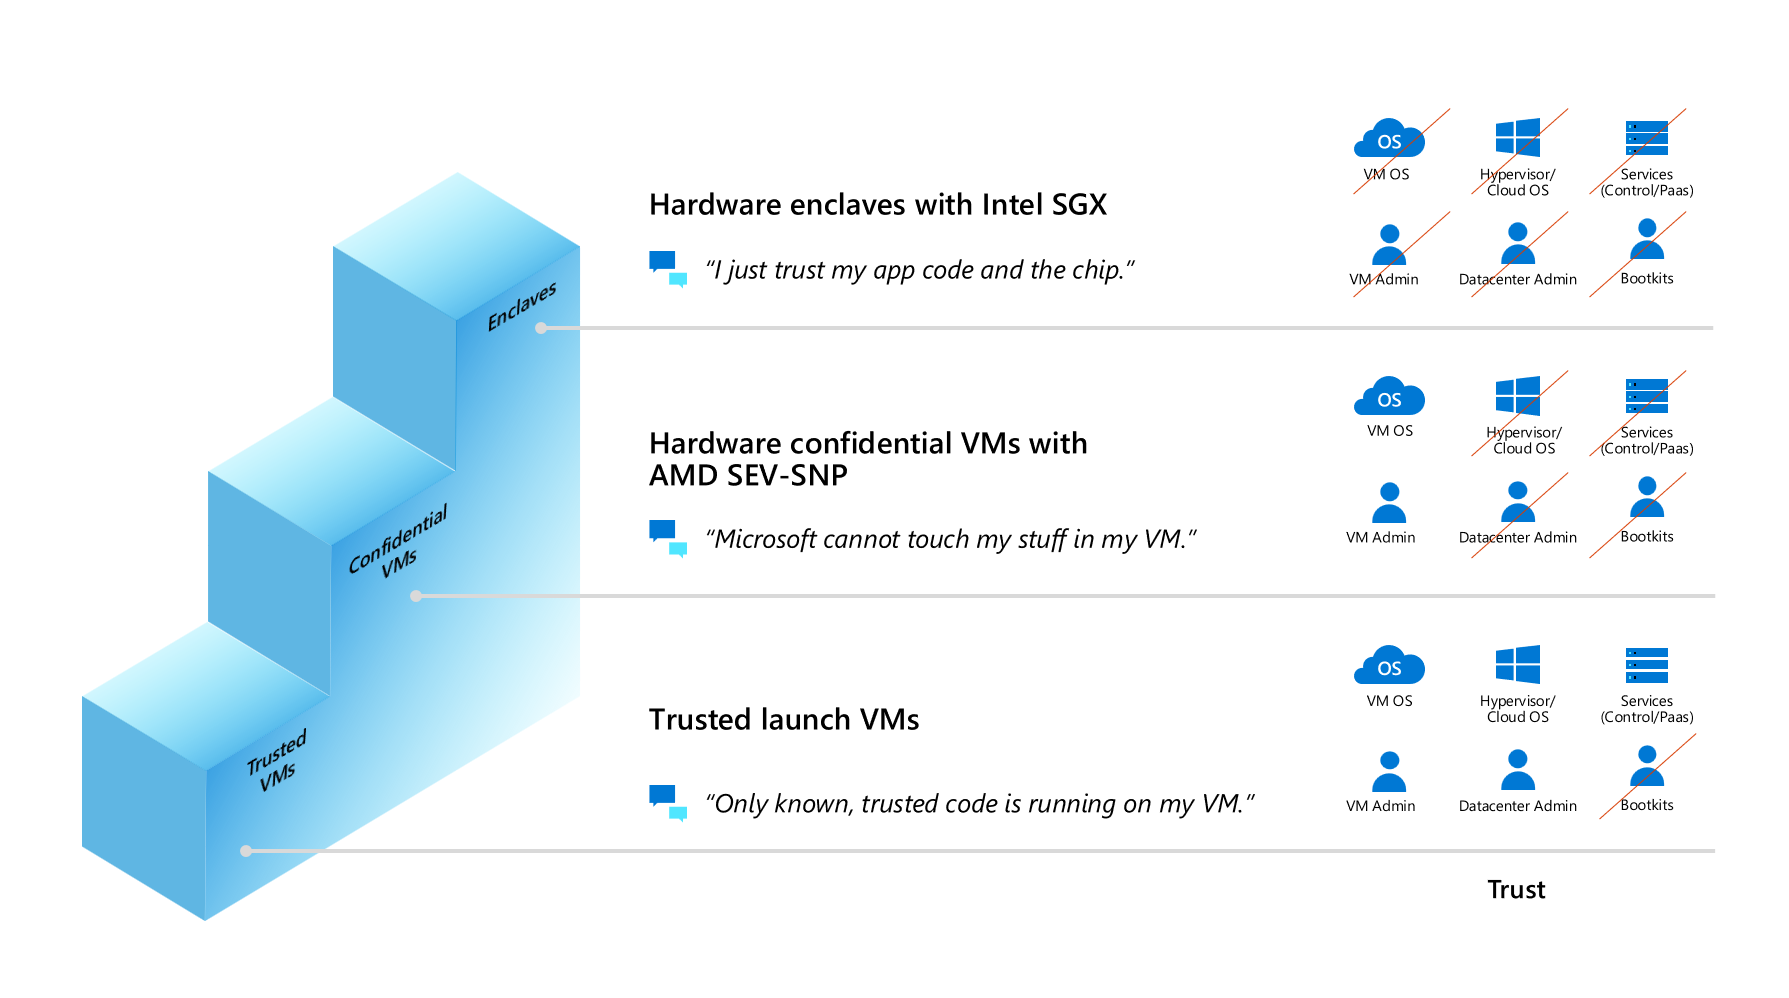 OS
OS
OS
VM OS
Hypervisor/
Cloud OS
Services
(Control/Paas)
Hardware enclaves with Intel SGX
“I just trust my app code and the chip.”
VM Admin
Datacenter Admin
Bootkits
Enclaves
VM OS
Hypervisor/
Cloud OS
Services
(Control/Paas)
Hardware confidential VMs with
AMD SEV-SNP
“Microsoft cannot touch my stuff in my VM.”
VM Admin
Datacenter Admin
Bootkits
Confidential
VMs
VM OS
Hypervisor/
Cloud OS
Services
(Control/Paas)
Trusted launch VMs
“Only known, trusted code is running on my VM.”
VM Admin
Datacenter Admin
Bootkits
Trusted
VMs
Trust